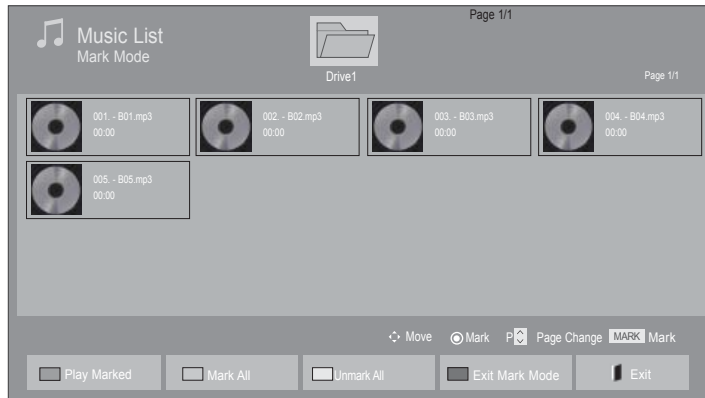 Page 1/1
Music List
Mark Mode
Drive1
Page 1/1
001. - B01.mp3
00:00
002. - B02.mp3
00:00
003. - B03.mp3
00:00
004. - B04.mp3
00:00
005. - B05.mp3
00:00
Move Mark P Page Change MARK Mark
Play Marked Mark All Unmark All Exit Mark Mode Exit